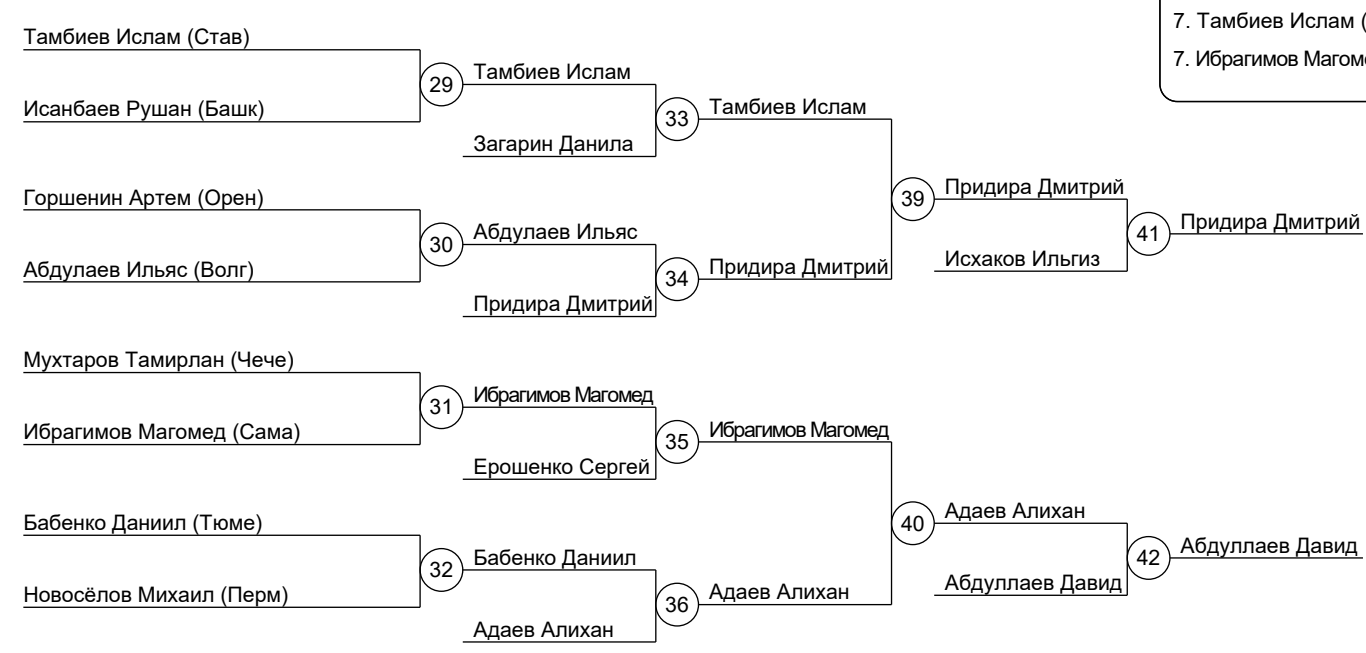 7. Тамбиев Ислам (
7. Ибрагимов Магом
Тамбиев Ислам (Став)
29
Тамбиев Ислам
Исанбаев Рушан (Башк)
33
Тамбиев Ислам
Загарин Данила
Горшенин Артем (Орен)
39
Придира Дмитрий
30
Абдулаев Ильяс
41
Придира Дмитрий
Абдулаев Ильяс (Волг)
34
Придира Дмитрий
Исхаков Ильгиз
Придира Дмитрий
Мухтаров Тамирлан (Чече)
31
Ибрагимов Магомед
Ибрагимов Магомед (Сама)
35
Ибрагимов Магомед
Ерошенко Сергей
Бабенко Даниил (Тюме)
40
Адаев Алихан
32
Бабенко Даниил
42
Абдуллаев Давид
Новосёлов Михаил (Перм)
36
Адаев Алихан
Абдуллаев Давид
Адаев Алихан